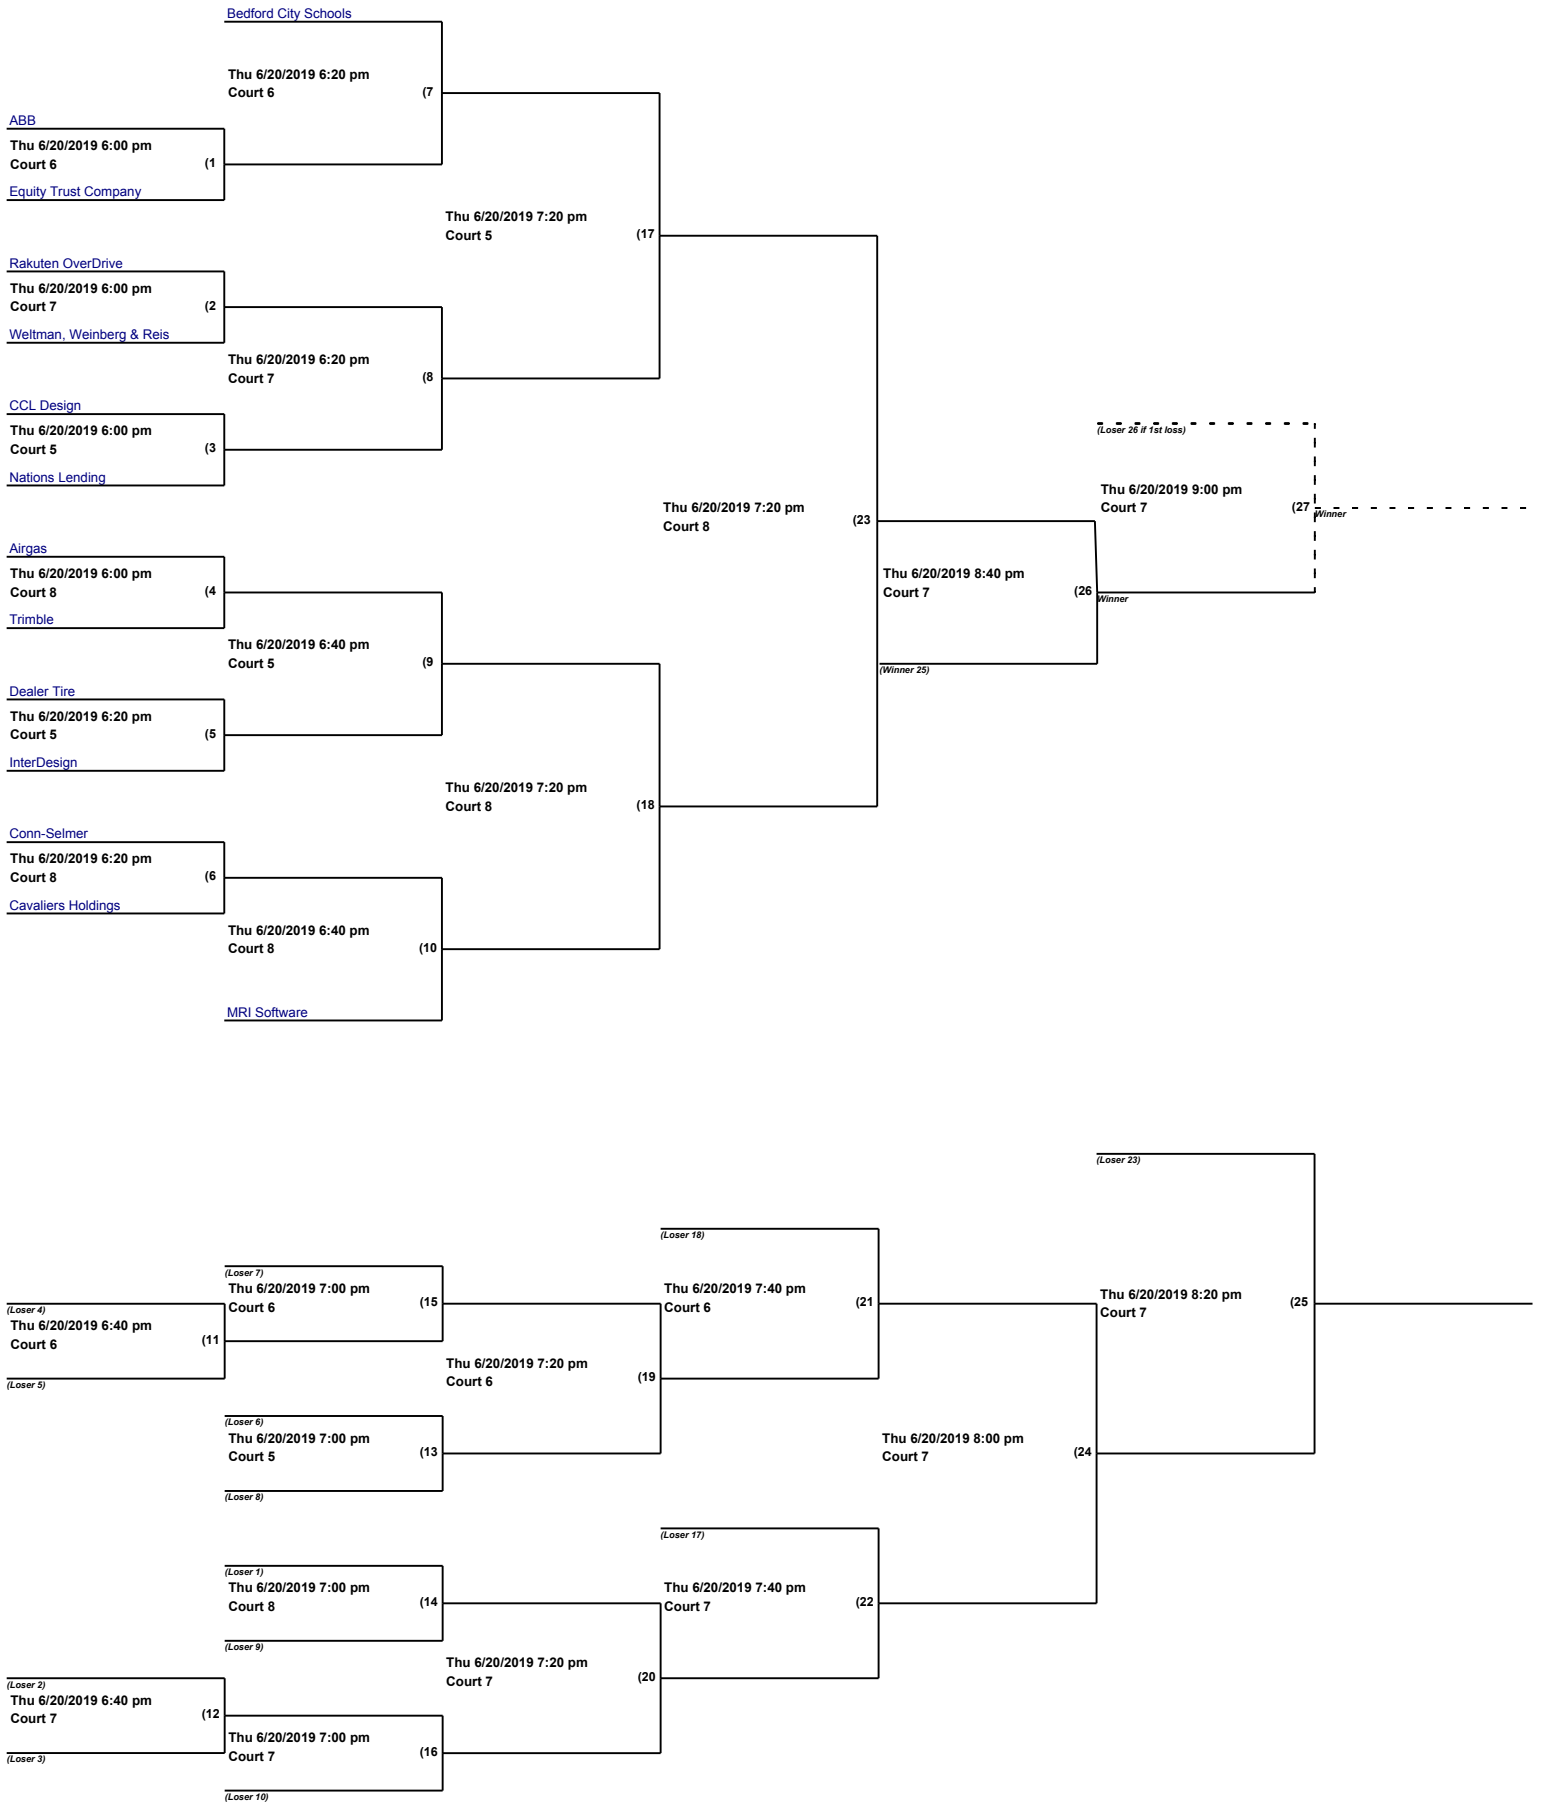 Bedford City Schools
Thu 6/20/2019 6:20 pm
Court 6
(7
ABB
Thu 6/20/2019 6:00 pm
Court 6
(1
Equity Trust Company
Thu 6/20/2019 7:20 pm
Court 5
(17
Rakuten OverDrive
Thu 6/20/2019 6:00 pm
Court 7
(2
Weltman, Weinberg & Reis
Thu 6/20/2019 6:20 pm
Court 7
(8
CCL Design
Thu 6/20/2019 6:00 pm
Court 5
(3
Nations Lending
(Loser 26 if 1st loss)
Thu 6/20/2019 9:00 pm
Court 7
(27
Winner
Thu 6/20/2019 7:20 pm
Court 8
(23
Airgas
Thu 6/20/2019 6:00 pm
Court 8
(4
Trimble
Thu 6/20/2019 8:40 pm
Court 7
(26
Winner
Thu 6/20/2019 6:40 pm
Court 5
(9
(Winner 25)
Dealer Tire
Thu 6/20/2019 6:20 pm
Court 5
(5
InterDesign
Thu 6/20/2019 7:20 pm
Court 8
(18
Conn-Selmer
Thu 6/20/2019 6:20 pm
Court 8
(6
Cavaliers Holdings
Thu 6/20/2019 6:40 pm
Court 8
(10
MRI Software
(Loser 23)
(Loser 18)
(Loser 7)
Thu 6/20/2019 7:00 pm
Court 6
(15
Thu 6/20/2019 7:40 pm
Court 6
(21
Thu 6/20/2019 8:20 pm
Court 7
(25
(Loser 4)
Thu 6/20/2019 6:40 pm
Court 6
(11
(Loser 5)
Thu 6/20/2019 7:20 pm
Court 6
(19
(Loser 6)
Thu 6/20/2019 7:00 pm
Court 5
(13
(Loser 8)
Thu 6/20/2019 8:00 pm
Court 7
(24
(Loser 17)
(Loser 1)
Thu 6/20/2019 7:00 pm
Court 8
(14
(Loser 9)
Thu 6/20/2019 7:40 pm
Court 7
(22
Thu 6/20/2019 7:20 pm
Court 7
(20
(Loser 2)
Thu 6/20/2019 6:40 pm
Court 7
(12
(Loser 3)
Thu 6/20/2019 7:00 pm
Court 7
(16
(Loser 10)